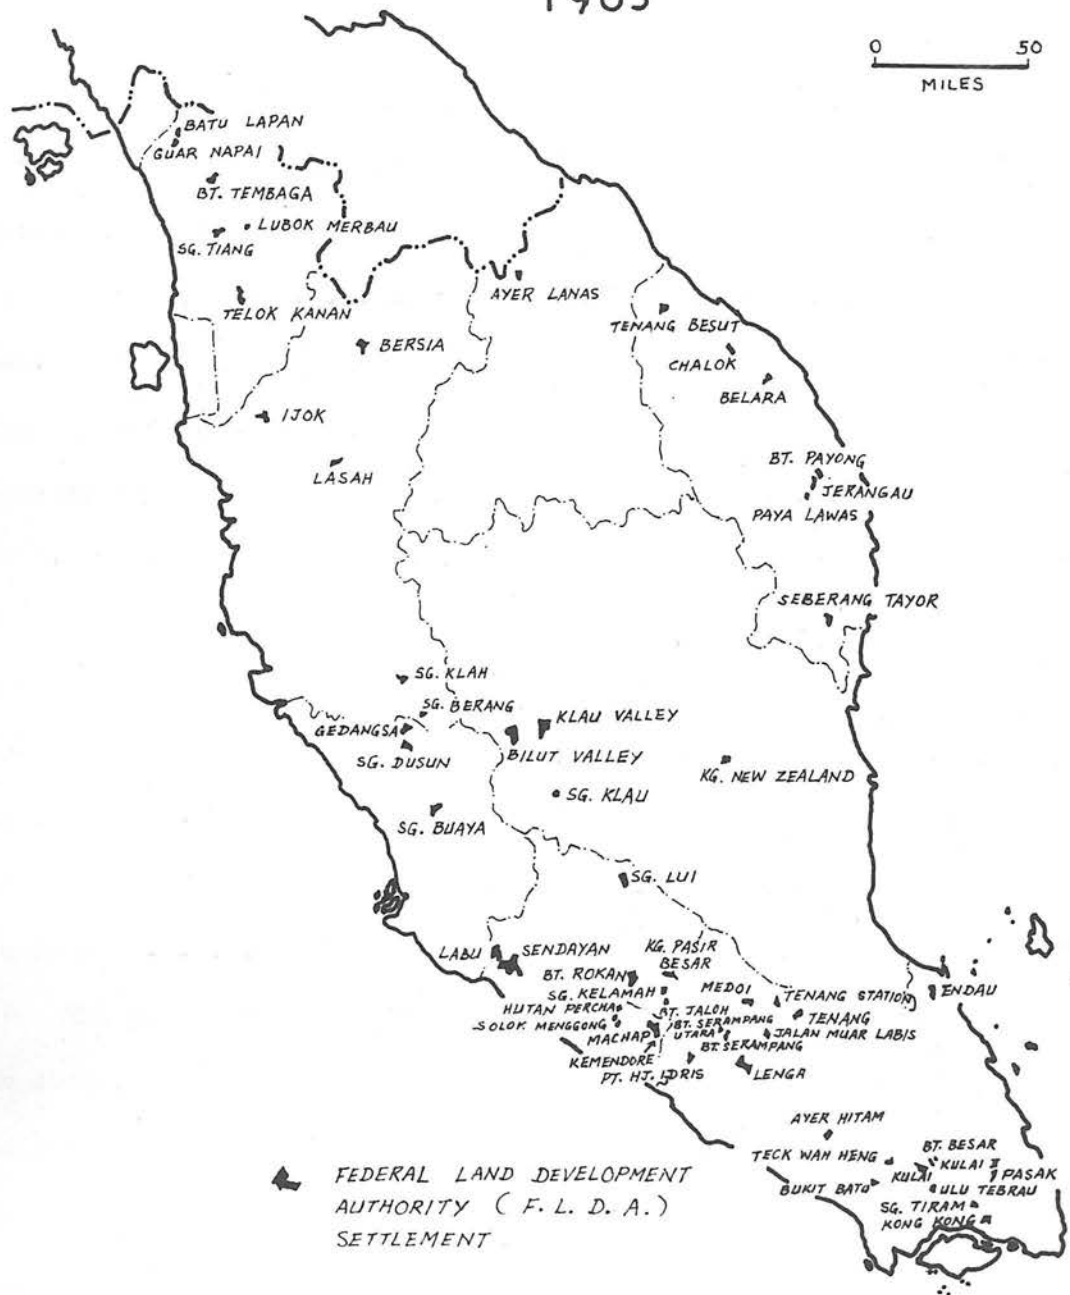 0 50
MILES
BATU LAPAN
GUAR NAPAI
BT. TEMBAGA
LUBOK MERBAU
SG. TIANG
AYER LANAS
TELOK KANAN
TENANG BESUT
BERSIA
CHALOK
BELARA
IJOK
BT. PAYONG
LASAH
JERANGAU
PAYA LAWAS
SEBERANG TAYOR
SG. KLAH
SG. BERANG
KLAU VALLEY
GEDANGSA
BILUT VALLEY
SG. DUSUN
KG. NEW ZEALAND
SG. KLAU
SG. BUAYA
SG. LUI
KG. PASIR
BESAR
LABU
SENDAYAN
BT. ROKAN
MEDOI
ENDAU
SG. KELAMAH
TENANG STATION
HUTAN PERCHA
BT. JALOH
TENANG
SOLOK MENGGONG
BT. SERAMPANG
UTARA
JALAN MUAR LABIS
MACHAP
BT. SERAMPANG
KEMENDORE
PT. HJ. IDRIS
LENGA
AYER HITAM
BT. BESAR
TECK WAH HENG
KULAI II
KULAI
PASAK
BUKIT BATU
ULU TEBRAU
SG. TIRAM
KONG KONG
FEDERAL LAND DEVELOPMENT
AUTHORITY ( F. L. D. A. )
SETTLEMENT